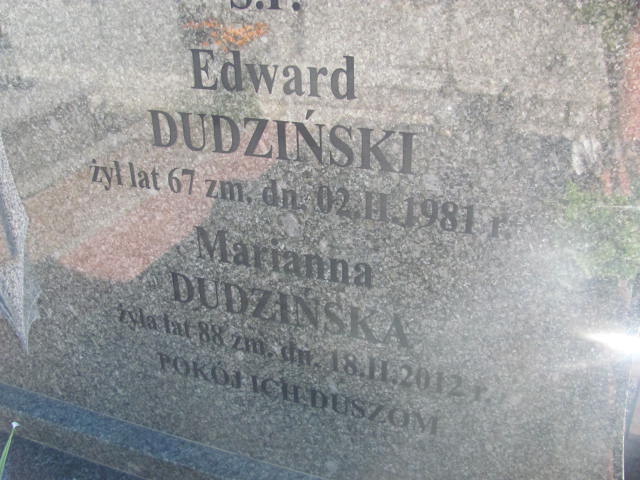 Ś.P.
Edward
DUDZIŃSKI
żył lat 67 zm. dn. 02.II.1981 r.
Marianna
DUDZIŃSKA
żyła lat 88 zm. dn. 18.II.2012 r.
POKÓJ ICH DUSZOM